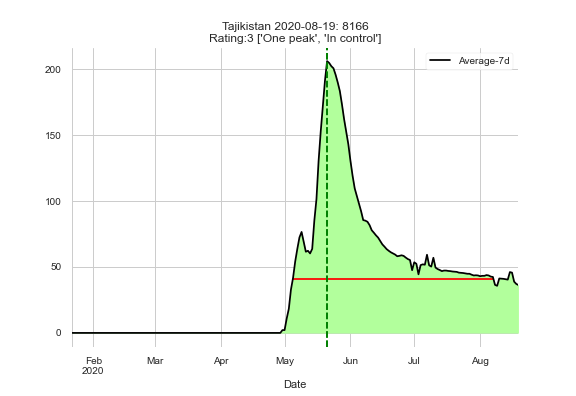 Tajikistan 2020-08-19: 8166
Rating:3 ['One peak', 'In control']
Average-7d
200
150
100
50
0
Feb Mar Apr May Jun Jul Aug
2020
Date